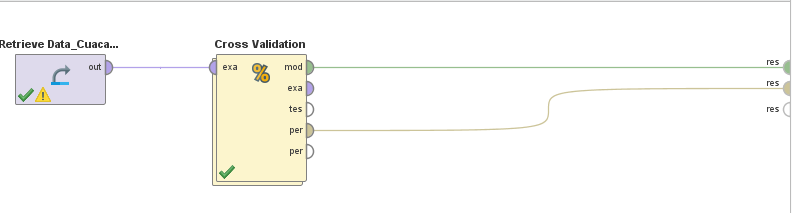 Retrieve Data_Cuaca...
Cross Validation
out
exa
%
mod
exa
tes
per
per
res
res
res